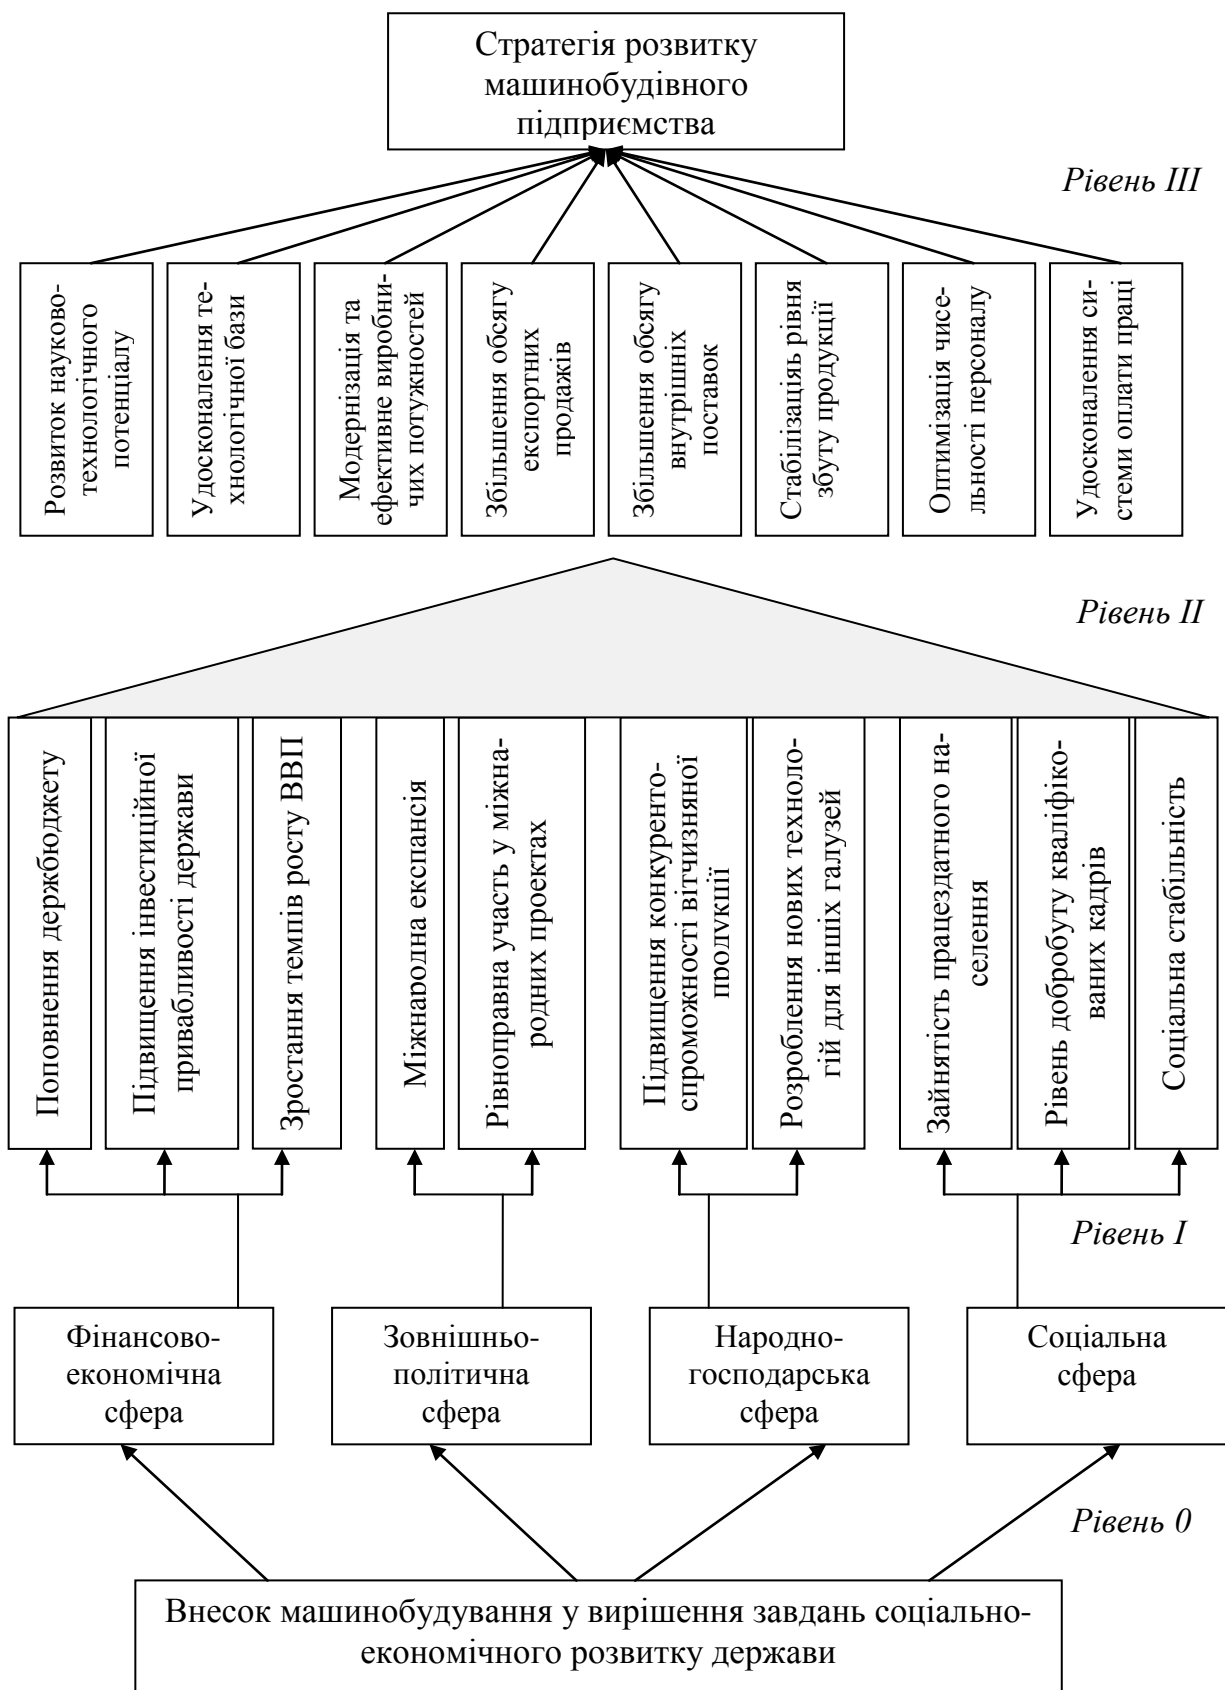 Стратегія розвитку
машинобудівного
підприємства
Рівень III
Розвиток науково-
технологічного
потенціалу
Удосконалення те-
хнологічної бази
Модернізація та
ефективне виробни-
чих потужностей
Збільшення обсягу
експортних
продажів
Збільшення обсягу
внутрішніх
поставок
Стабілізаціяь рівня
збуту продукції
Оптимізація чисе-
льності персоналу
Удосконалення си-
стеми оплати праці
Рівень II
Поповнення держбюджету
Підвищення інвестиційної
привабливості держави
Зростання темпів росту ВВП
Міжнародна експансія
Рівноправна участь у міжна-
родних проектах
Підвищення конкуренто-
спроможності вітчизняної
продукції
Розроблення нових техноло-
гій для інших галузей
Зайнятість працездатного на-
селення
Рівень добробуту кваліфіко-
ваних кадрів
Соціальна стабільність
Рівень I
Фінансово-
економічна
сфера
Зовнішньо-
політична
сфера
Народно-
господарська
сфера
Соціальна
сфера
Рівень 0
Внесок машинобудування у вирішення завдань соціально-
економічного розвитку держави